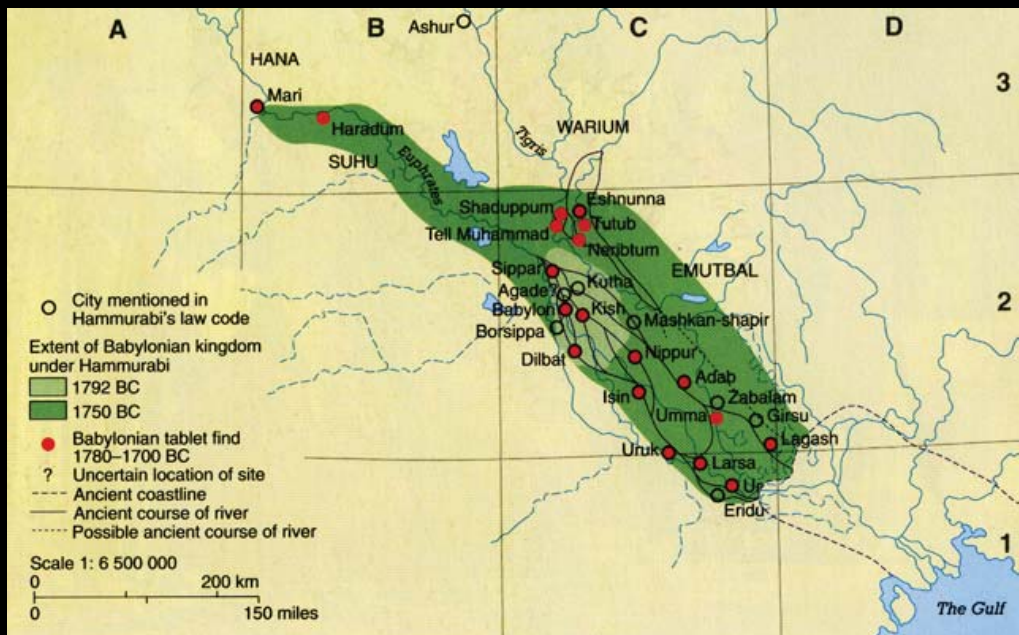 A
B
C
D
3
2
1
Ashur
HANA
Mari
Haradum
SUHU
Euphrates
Tigris
WARIUM
Shaduppum
Eshnunna
Tell Muhammad
Tutub
Neribtum
EMUTBAL
Sippar
Kutha
Agade?
Babylon
Kish
Borsippa
Mashkan-shapir
Dilbat
Nippur
Adab
Isin
Zabalam
Umma
Girsu
Lagash
Uruk
Larsa
Ur
Eridu
The Gulf
City mentioned in
Hammurabi's law code
Extent of Babylonian kingdom
under Hammurabi
1792 BC
1750 BC
Babylonian tablet find
1780–1700 BC
? Uncertain location of site
Ancient coastline
Ancient course of river
Possible ancient course of river
Scale 1: 6 500 000
0 200 km
0 150 miles